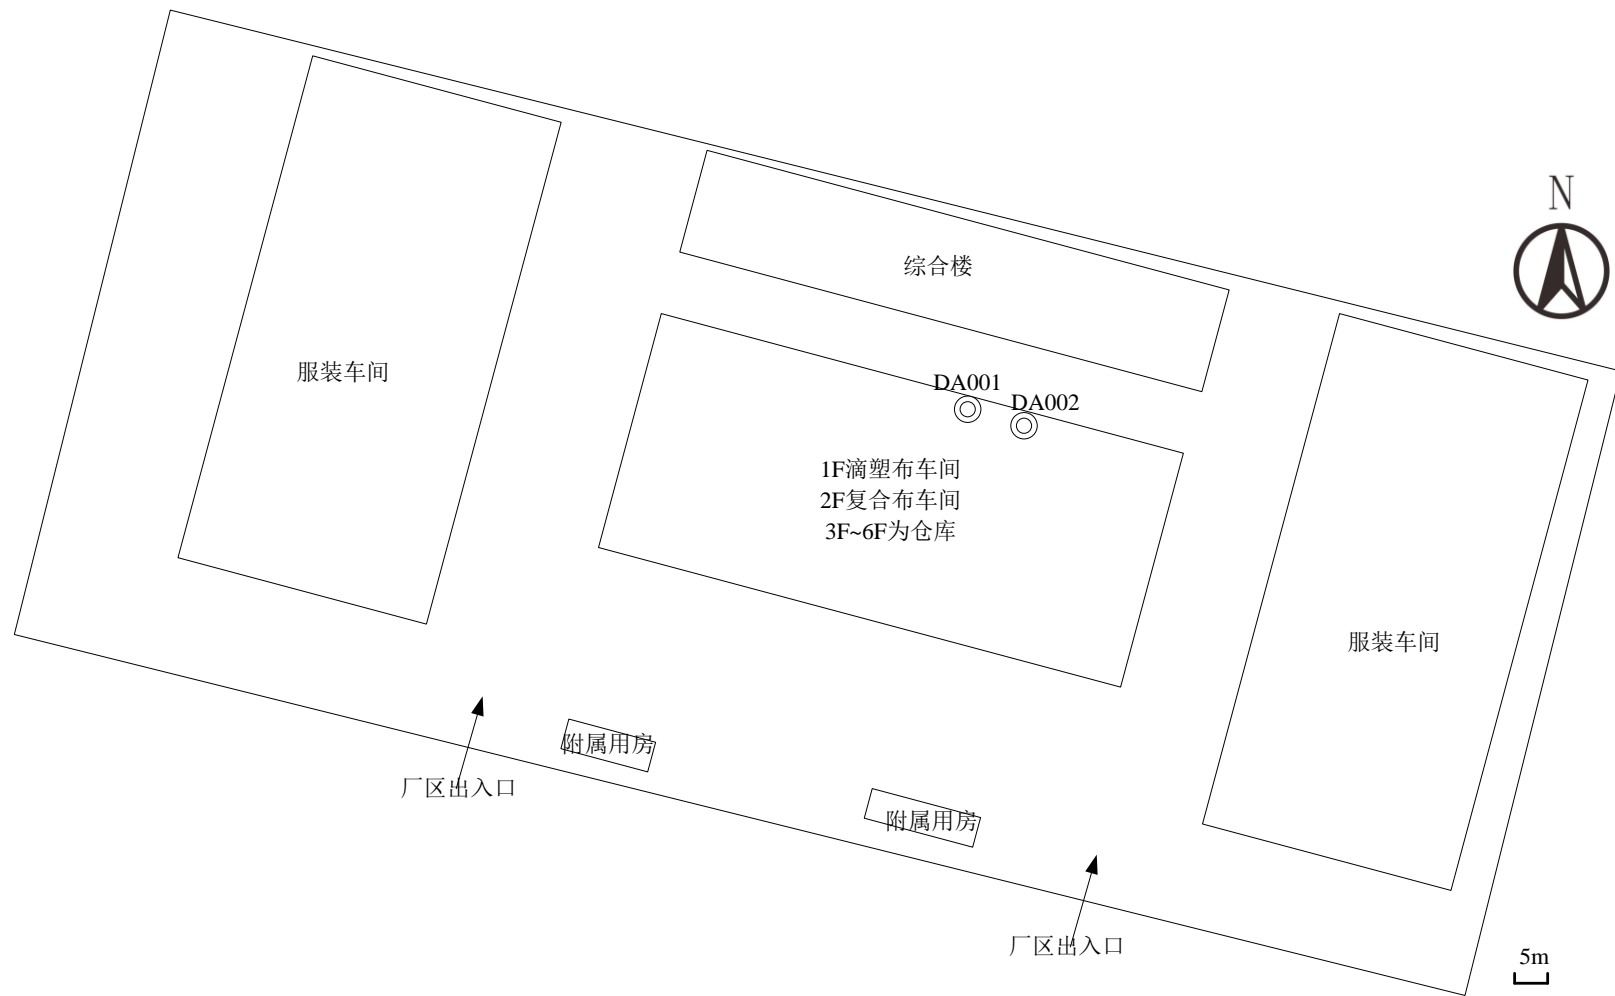 N
综合楼
服装车间
DA001
DA002
1F滴塑布车间
2F复合布车间
3F~6F为仓库
服装车间
附属用房
厂区出入口
附属用房
厂区出入口
5m